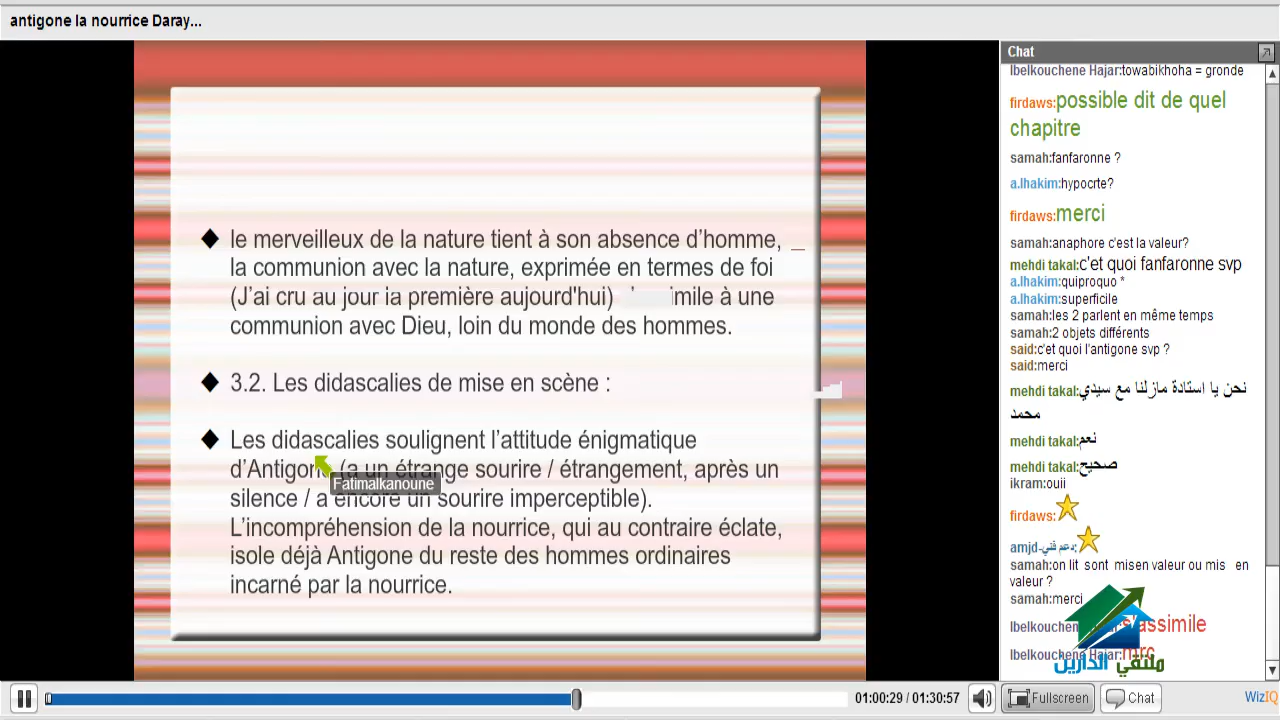 antigone la nourrice Daray...
le merveilleux de la nature tient à son absence d’homme, _
la communion avec la nature, exprimée en termes de foi
(J’ai cru au jour la première aujourd'hui) imile à une
communion avec Dieu, loin du monde des hommes.
3.2. Les didascalies de mise en scène :
Les didascalies soulignent l’attitude énigmatique
d’Antigone (a un étrange sourire / étrangement, après un
Fatimalkanoune
silence / a encore un sourire imperceptible).
L’incompréhension de la nourrice, qui au contraire éclate,
isole déjà Antigone du reste des hommes ordinaires
incarné par la nourrice.
Chat
lbelkouchene Hajar:towabikhoha = gronde
firdaws:possible dit de quel
chapitre
samah:fanfaronne ?
a.lhakim:hypocrte?
firdaws:merci
samah:anaphore c'est la valeur?
mehdi takal:c'et quoi fanfaronne svp
a.lhakim:quiproquo *
a.lhakim:superficile
samah:les 2 parlent en même temps
samah:2 objets différents
said:c'et quoi l'antigone svp ?
said:merci
mehdi takal:نحن يا استادة مازلنا مع سيدي
محمد
mehdi takal:نعم
mehdi takal:صحيح
ikram:ouii
firdaws:
amjd-دعم فني:
samah:on lit sont misen valeur ou mis en
valeur ?
samah:merci
lbelkouchene Hajar:s'assimile
lbelkouchene Hajar:mrc
ملتقى الدارين
01:00:29 / 01:30:57
Fullscreen
Chat
WizIQ